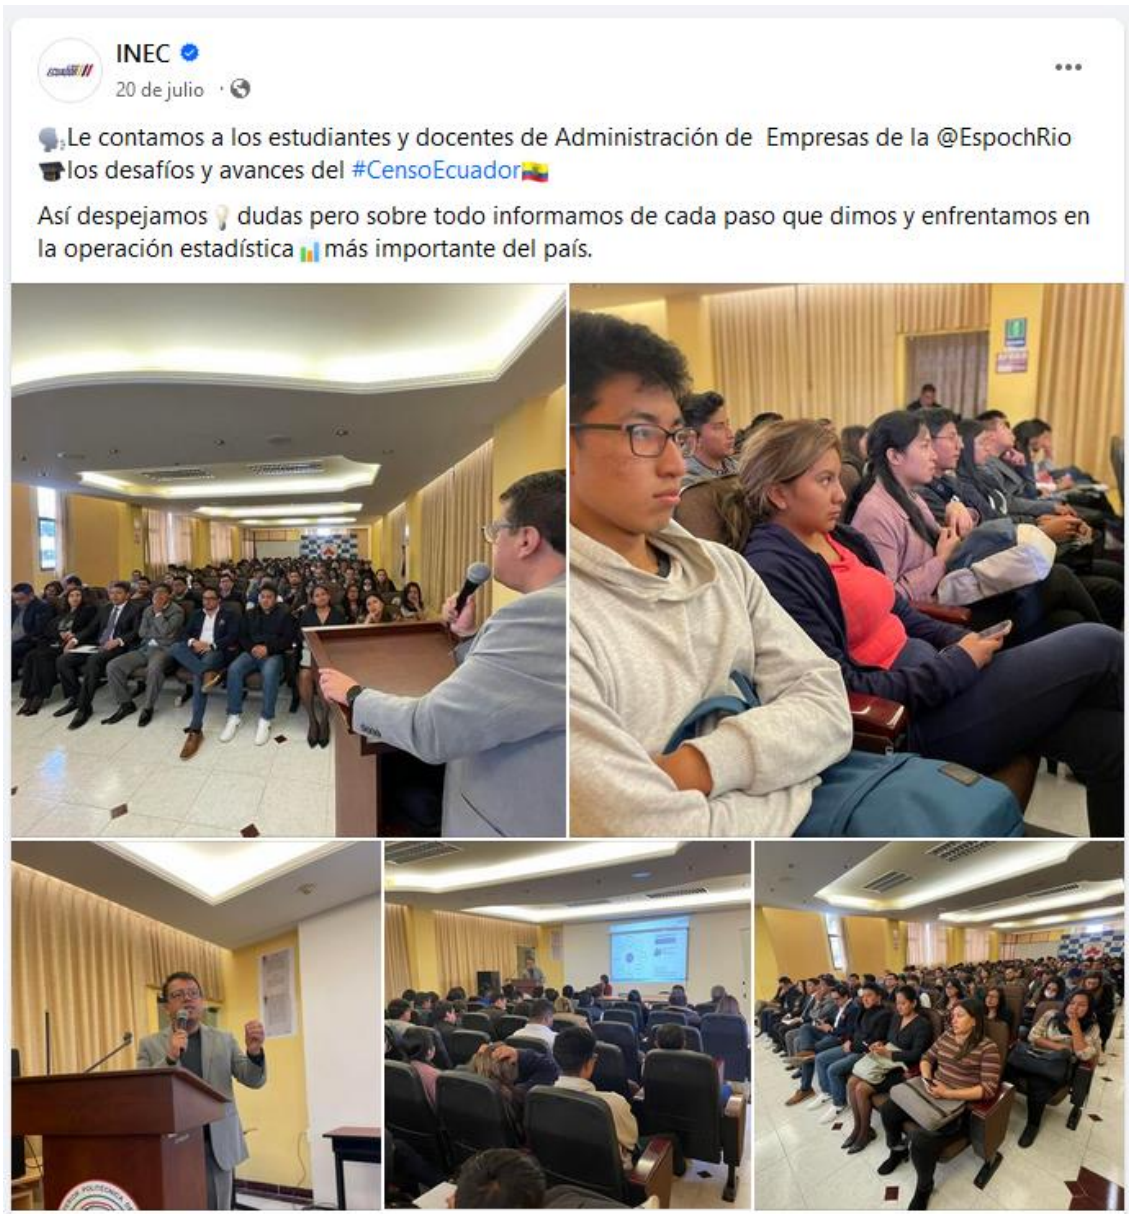 INEC
20 de julio
🗣️Le contamos a los estudiantes y docentes de Administración de Empresas de la @EspochRio
🎓los desafíos y avances del #CensoEcuador🇪🇨
Así despejamos💡dudas pero sobre todo informamos de cada paso que dimos y enfrentamos en
la operación estadística📊más importante del país.
ECUADOR
POLITÉCNICA